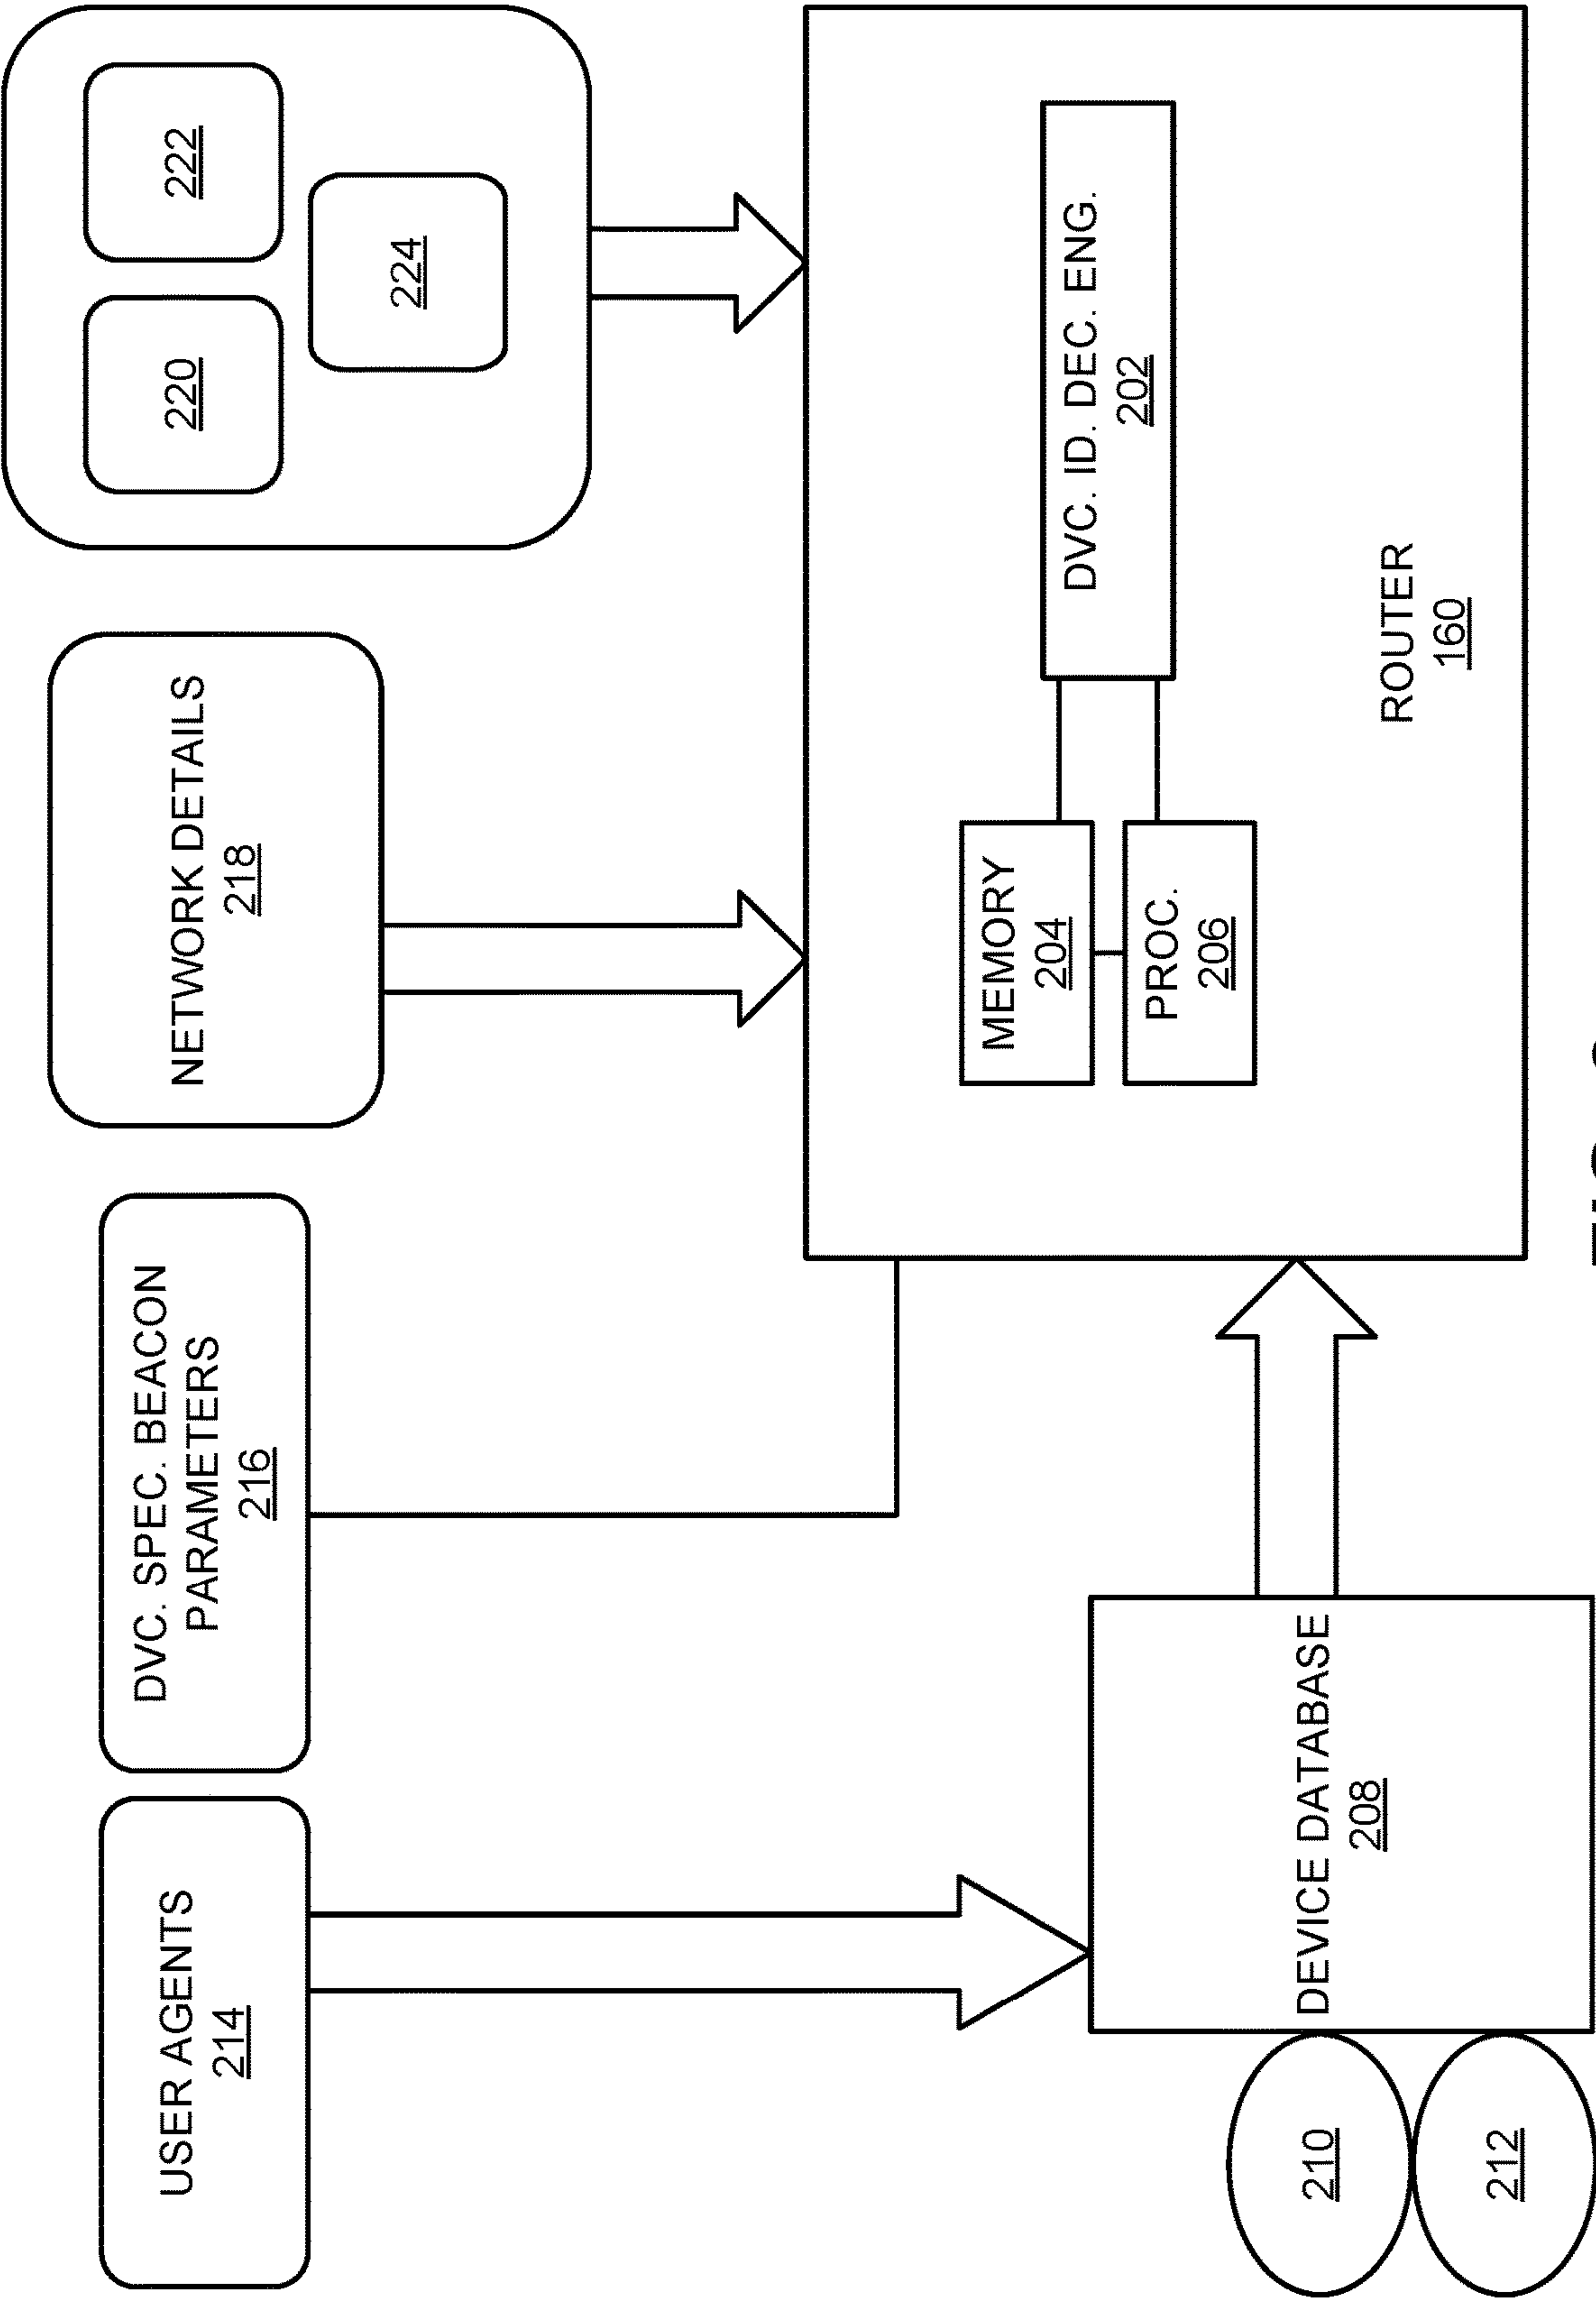 USER AGENTS
214
DVC. SPEC. BEACON
PARAMETERS
216
NETWORK DETAILS
218
220
222
224
210
212
DEVICE DATABASE
208
MEMORY
204
PROC.
206
DVC. ID. DEC. ENG.
202
ROUTER
160